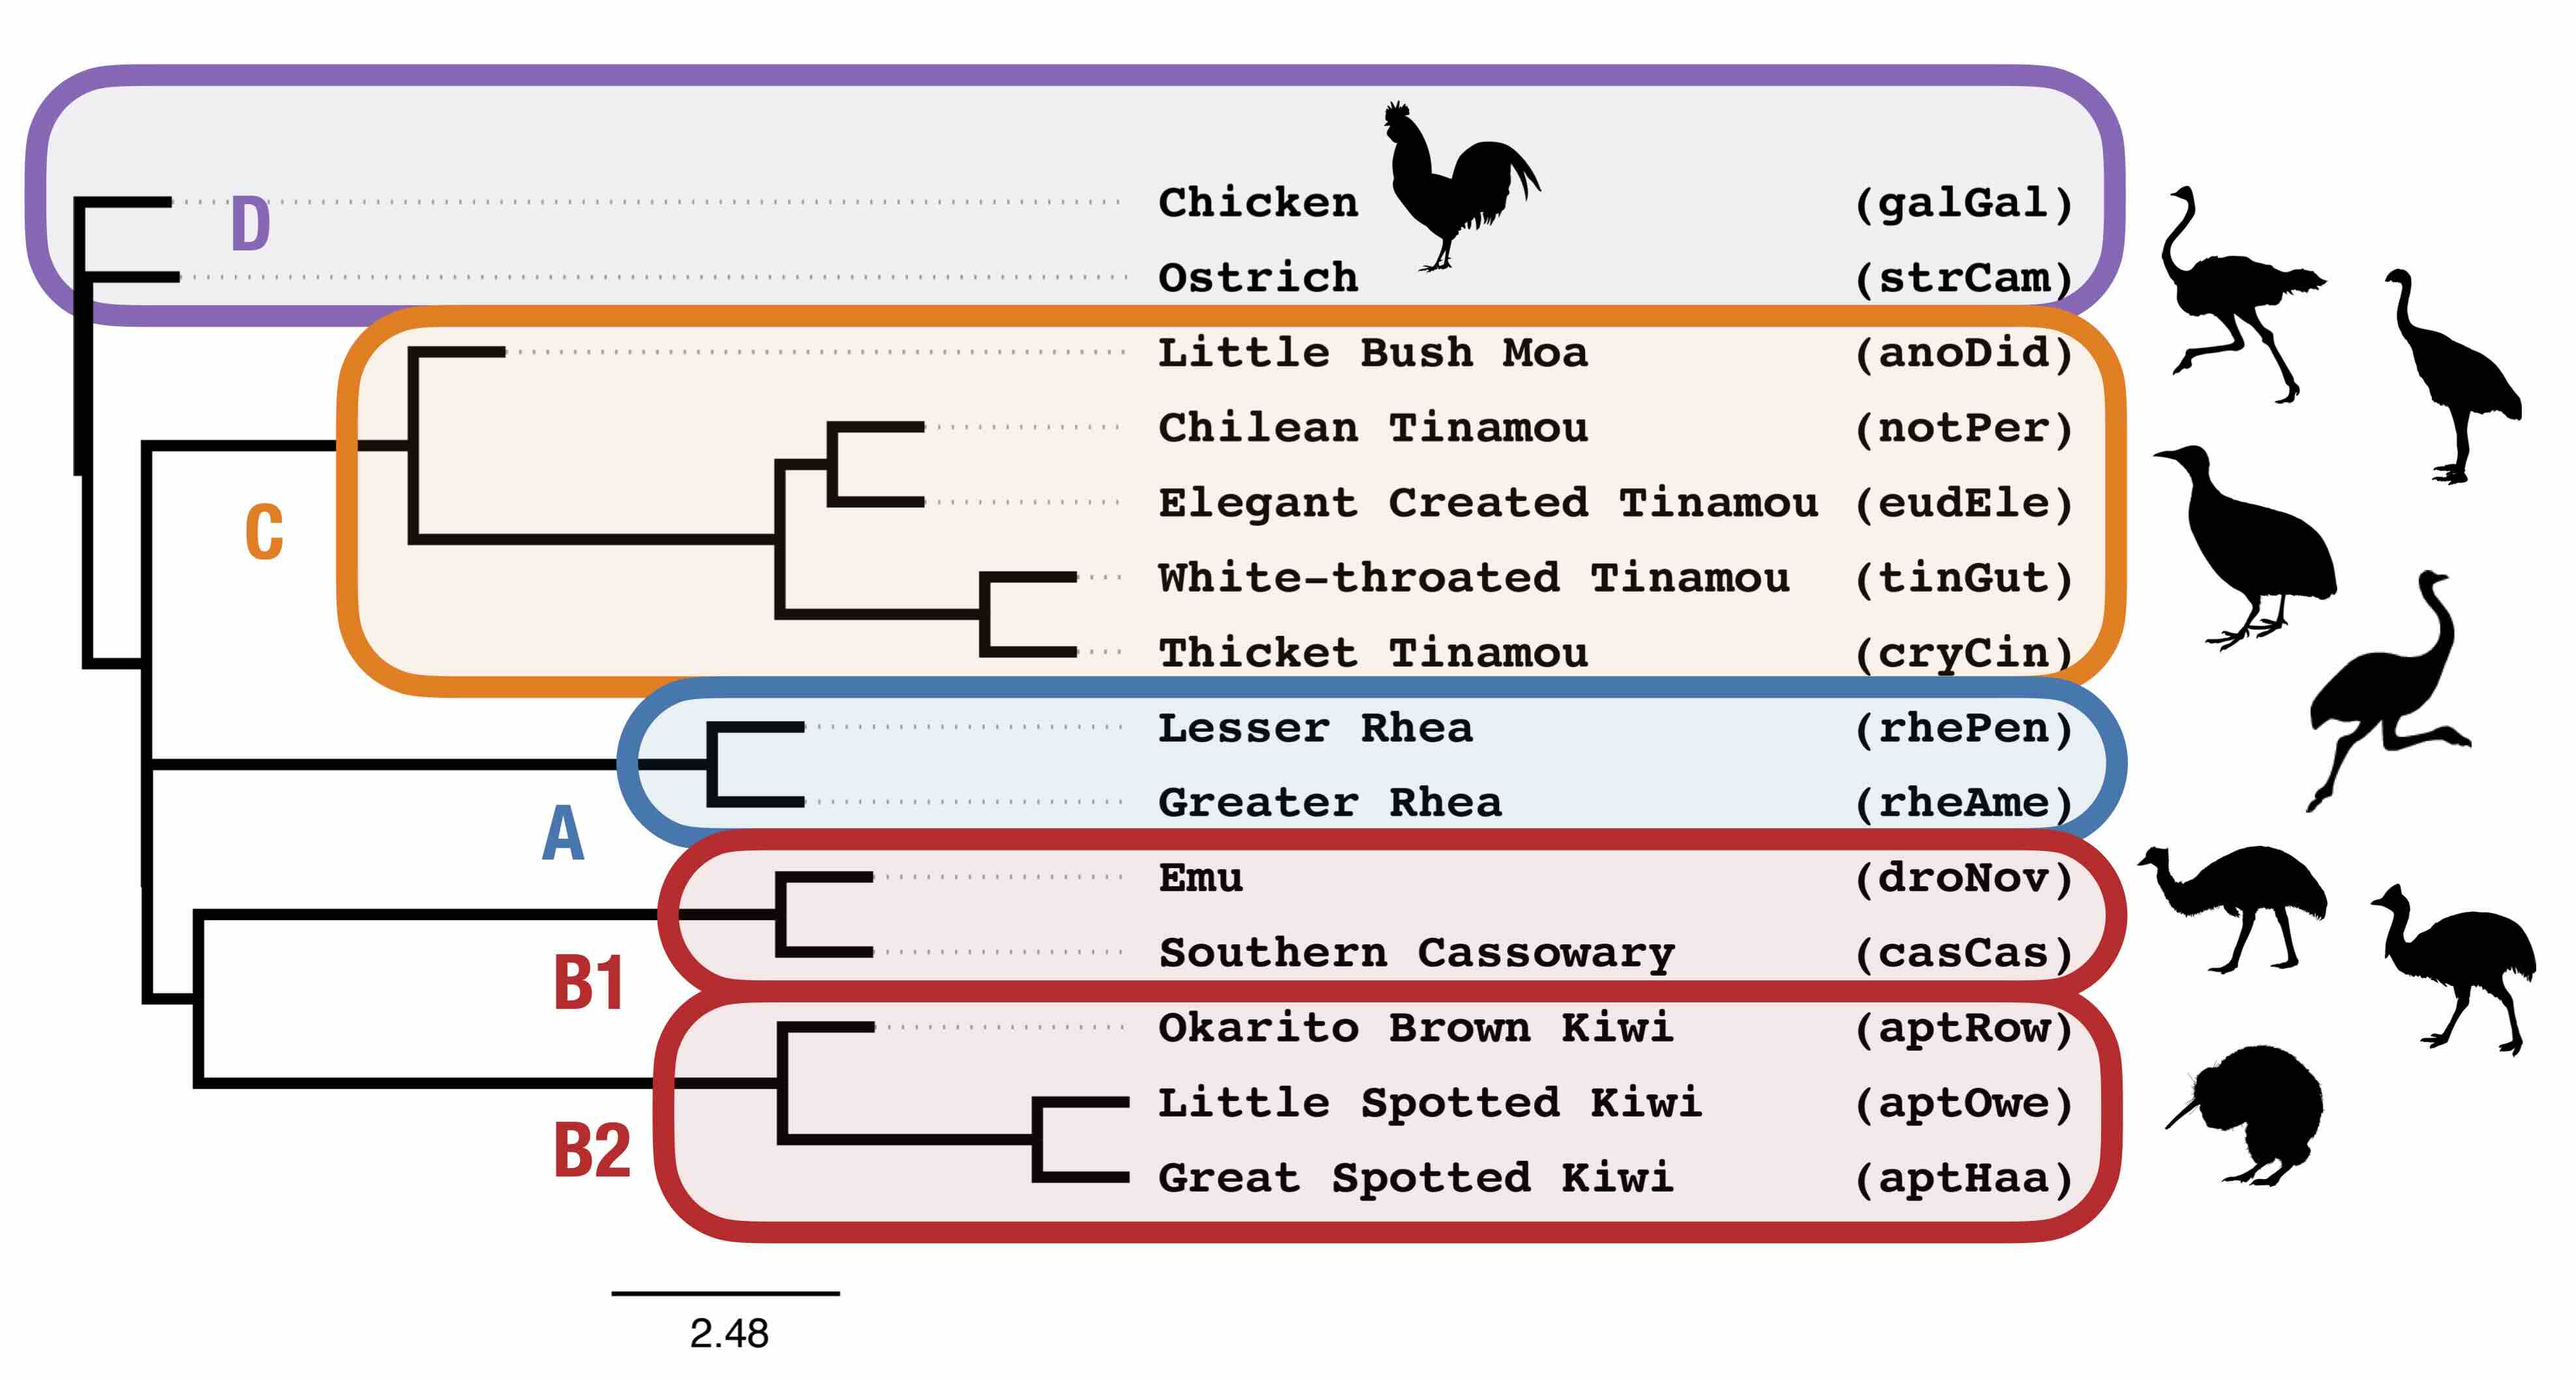 D
Chicken (galGal)
Ostrich (strCam)
C
Little Bush Moa (anoDid)
Chilean Tinamou (notPer)
Elegant Created Tinamou (eudEle)
White-throated Tinamou (tinGut)
Thicket Tinamou (cryCin)
A
Lesser Rhea (rhePen)
Greater Rhea (rheAme)
B1
Emu (droNov)
Southern Cassowary (casCas)
B2
Okarito Brown Kiwi (aptRow)
Little Spotted Kiwi (aptOwe)
Great Spotted Kiwi (aptHaa)
2.48